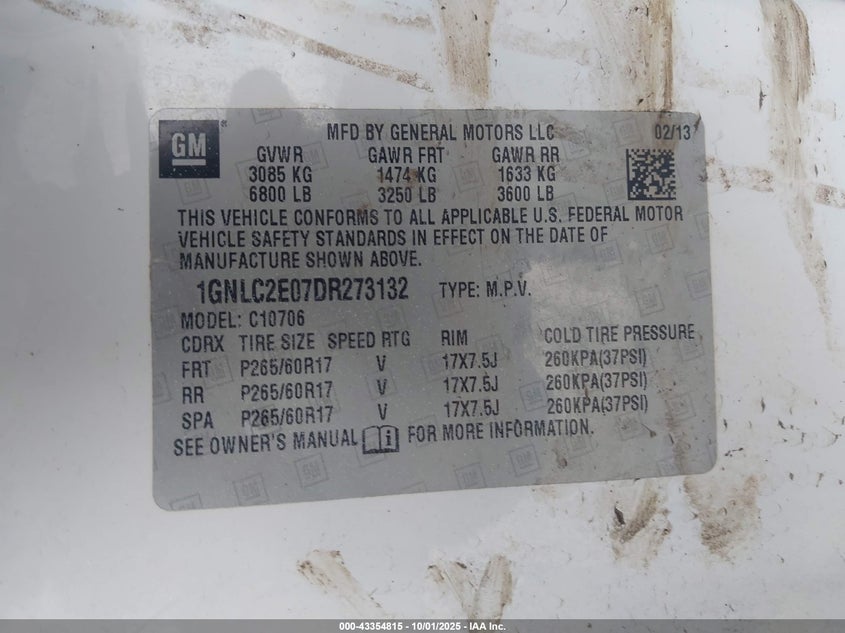 GM®
MFD BY GENERAL MOTORS LLC 02/13
GVWR GAWR FRT GAWR RR
3085 KG 1474 KG 1633 KG
6800 LB 3250 LB 3600 LB
THIS VEHICLE CONFORMS TO ALL APPLICABLE U.S. FEDERAL MOTOR
VEHICLE SAFETY STANDARDS IN EFFECT ON THE DATE OF
MANUFACTURE SHOWN ABOVE.
1GNLC2E07DR273132 TYPE: M.P.V.
MODEL: C10706
CDRX TIRE SIZE SPEED RTG RIM COLD TIRE PRESSURE
FRT P265/60R17 V 17X7.5J 260KPA(37PSI)
RR P265/60R17 V 17X7.5J 260KPA(37PSI)
SPA P265/60R17 V 17X7.5J 260KPA(37PSI)
SEE OWNER'S MANUAL FOR MORE INFORMATION.
000-43354815 - 10/01/2025 - IAA Inc.